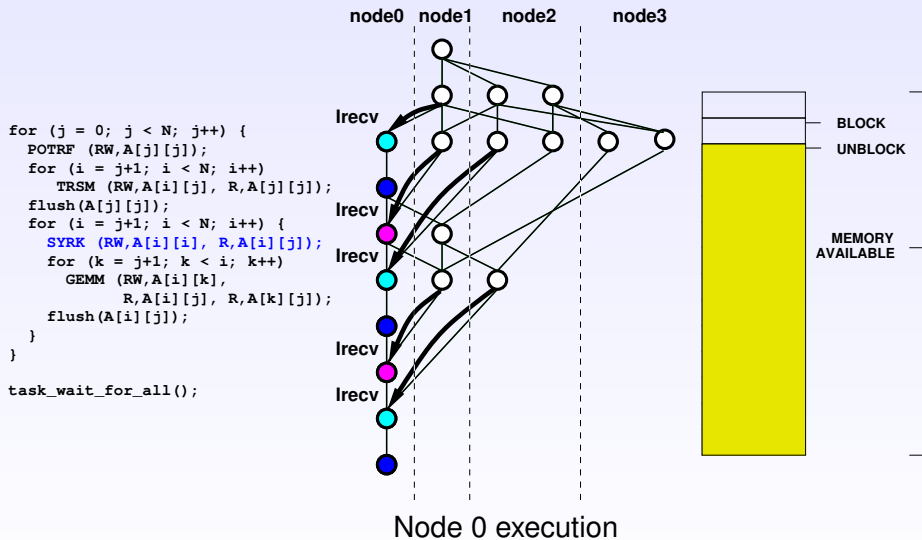 node0 node1 node2 node3
for (j = 0; j < N; j++) {
POTRF (RW,A[j][j]);
for (i = j+1; i < N; i++)
TRSM (RW,A[i][j], R,A[j][j]);
flush(A[j][j]);
for (i = j+1; i < N; i++) {
SYRK (RW,A[i][i], R,A[i][j]);
for (k = j+1; k < i; k++)
GEMM (RW,A[i][k],
R,A[i][j], R,A[k][j]);
flush(A[i][j]);
}
}
task_wait_for_all();
Irecv
Irecv
Irecv
Irecv
Irecv
BLOCK
UNBLOCK
MEMORY
AVAILABLE
Node 0 execution